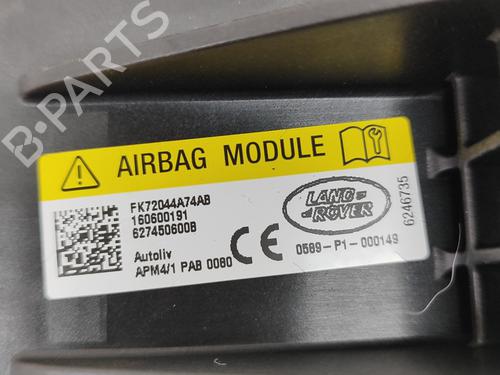 B-PARTS
AIRBAG MODULE
FK72044A74AB
160600191
627450600B
Autoliv
APM4/1 PAB 0080
CE
LAND
ROVER
0589-P1-000149
6246735